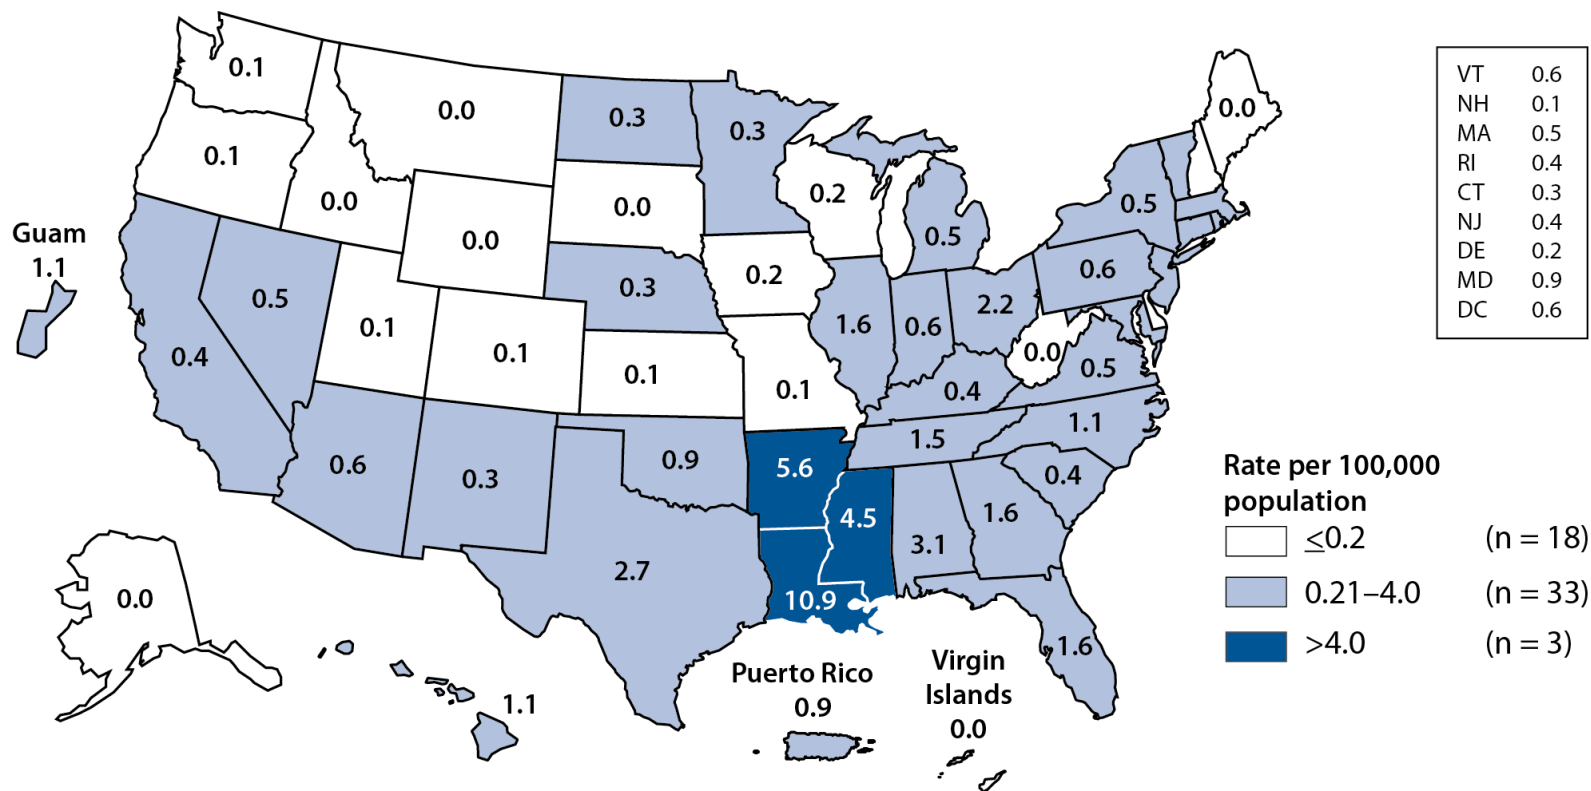 0.1
0.0
0.3
0.3
0.0
0.1
0.0
0.0
0.0
0.2
0.5
0.5
Guam
1.1
0.5
0.3
0.2
0.6
0.4
0.1
0.1
0.1
0.1
1.6
0.6
2.2
0.0
0.5
0.4
0.6
0.3
0.9
5.6
1.5
1.1
4.5
3.1
1.6
0.4
2.7
10.9
1.6
0.0
1.1
Puerto Rico
0.9
Virgin
Islands
0.0
VT 0.6
NH 0.1
MA 0.5
RI 0.4
CT 0.3
NJ 0.4
DE 0.2
MD 0.9
DC 0.6
Rate per 100,000
population
≤0.2 (n = 18)
0.21–4.0 (n = 33)
>4.0 (n = 3)